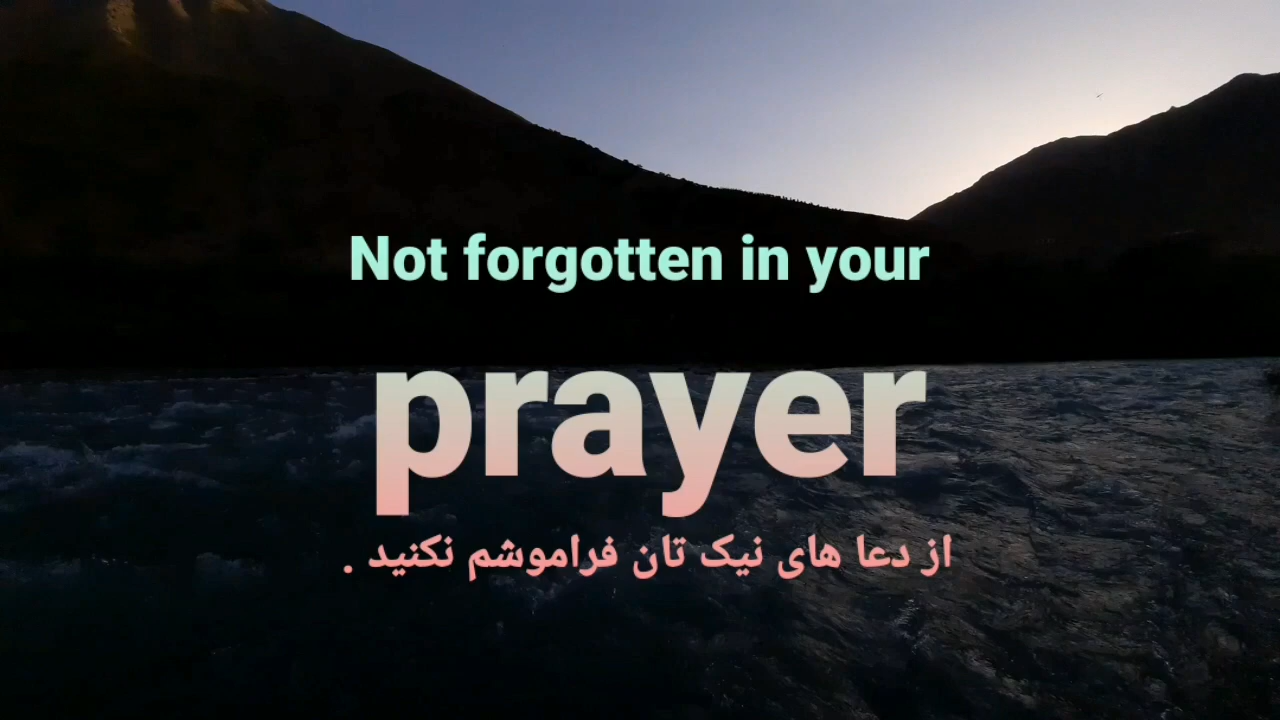 Not forgotten in your
prayer
از دعا های نیک تان فراموشم نکنید .